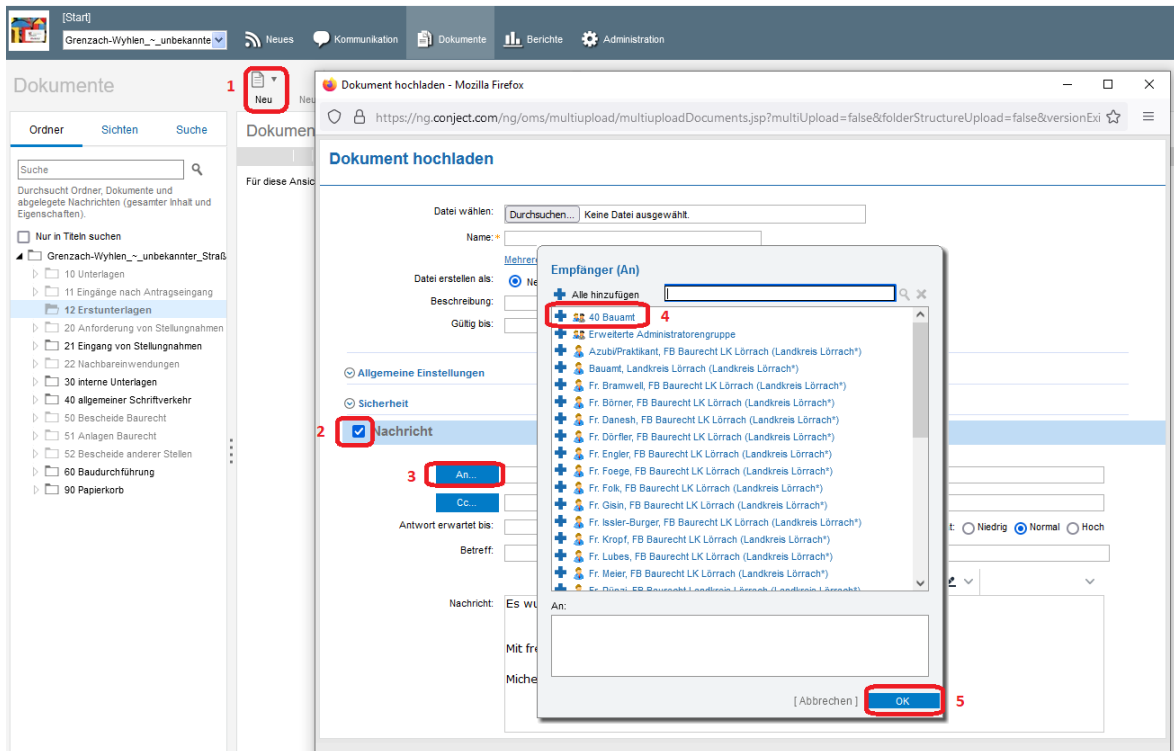 [Start]
Grenzach-Wyhlen_~_unbekannte
Neues
Kommunikation
Dokumente
Berichte
Administration
Dokumente
1
Neu
Neu
Ordner
Sichten
Suche
Suche
Durchsucht Ordner, Dokumente und
abgelegte Nachrichten (gesamter Inhalt und
Eigenschaften).
Nur in Titeln suchen
Grenzach-Wyhlen_~_unbekannter_Straß
10 Unterlagen
11 Eingänge nach Antragseingang
12 Erstunterlagen
20 Anforderung von Stellungnahmen
21 Eingang von Stellungnahmen
22 Nachbareinwendungen
30 interne Unterlagen
40 allgemeiner Schriftverkehr
50 Bescheide Baurecht
51 Anlagen Baurecht
52 Bescheide anderer Stellen
60 Baudurchführung
90 Papierkorb
Dokumen
Für diese Ansic
Dokument hochladen - Mozilla Firefox
https://ng.conject.com/ng/oms/multiupload/multiuploadDocuments.jsp?multiUpload=false&folderStructureUpload=false&versionExi
Dokument hochladen
Datei wählen: Durchsuchen... Keine Datei ausgewählt.
Name:*
Mehrere
Datei erstellen als: Ne
Beschreibung:
Gültig bis:
Allgemeine Einstellungen
Sicherheit
2 Nachricht
3 An...
Cc...
Antwort erwartet bis:
t: Niedrig Normal Hoch
Betreff:
Nachricht: Es wu
Mit fre
Miche
Empfänger (An)
Alle hinzufügen
40 Bauamt 4
Erweiterte Administratorengruppe
Azubi/Praktikant, FB Baurecht LK Lörrach (Landkreis Lörrach*)
Bauamt, Landkreis Lörrach (Landkreis Lörrach*)
Fr. Bramwell, FB Baurecht LK Lörrach (Landkreis Lörrach*)
Fr. Börner, FB Baurecht LK Lörrach (Landkreis Lörrach*)
Fr. Danesh, FB Baurecht LK Lörrach (Landkreis Lörrach*)
Fr. Dörfler, FB Baurecht LK Lörrach (Landkreis Lörrach*)
Fr. Engler, FB Baurecht LK Lörrach (Landkreis Lörrach*)
Fr. Foege, FB Baurecht LK Lörrach (Landkreis Lörrach*)
Fr. Folk, FB Baurecht LK Lörrach (Landkreis Lörrach*)
Fr. Gisin, FB Baurecht LK Lörrach (Landkreis Lörrach*)
Fr. Issler-Burger, FB Baurecht LK Lörrach (Landkreis Lörrach*)
Fr. Kropf, FB Baurecht LK Lörrach (Landkreis Lörrach*)
Fr. Lubes, FB Baurecht LK Lörrach (Landkreis Lörrach*)
Fr. Meier, FB Baurecht LK Lörrach (Landkreis Lörrach*)
An:
[ Abbrechen ] OK 5